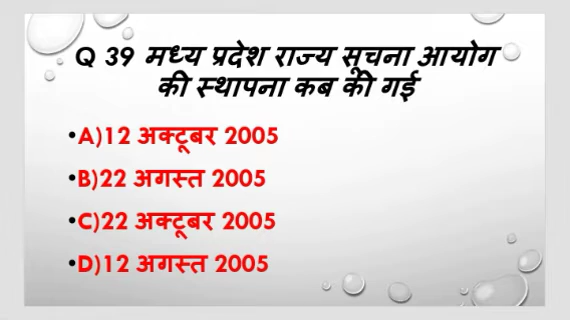 Q 39 मध्य प्रदेश राज्य सूचना आयोग
की स्थापना कब की गई
•A)12 अक्टूबर 2005
•B)22 अगस्त 2005
•C)22 अक्टूबर 2005
•D)12 अगस्त 2005